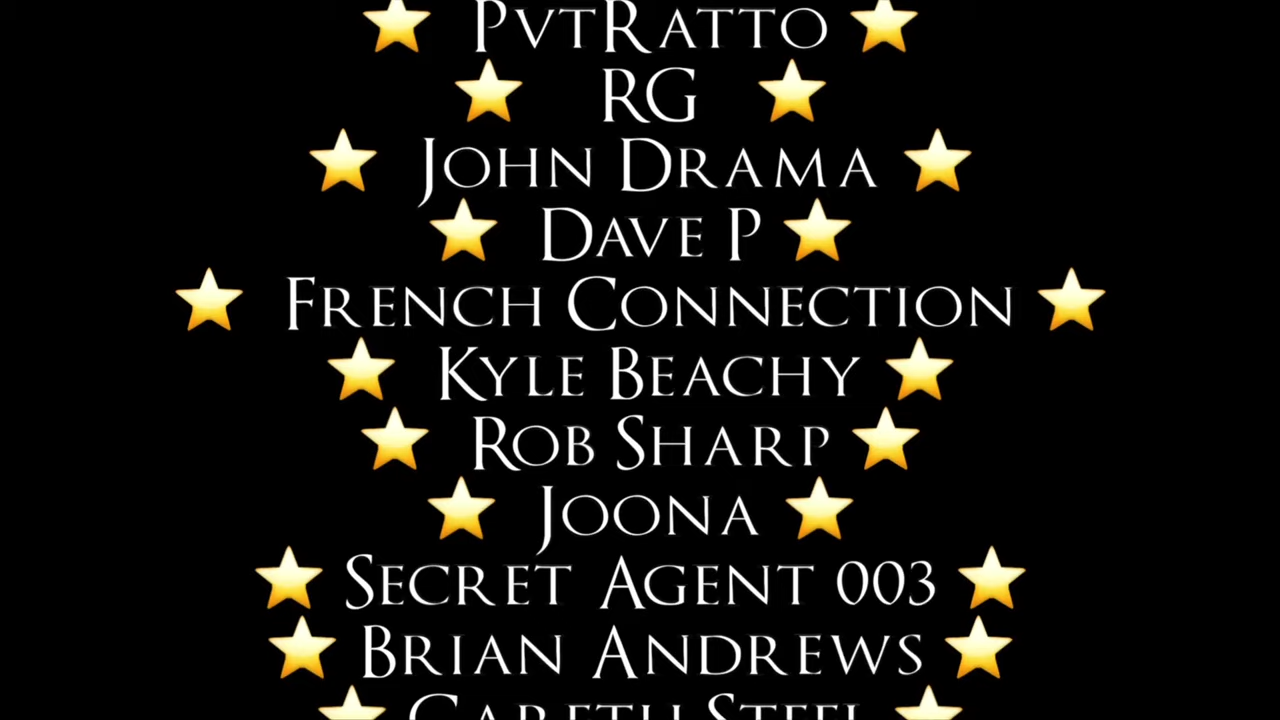 ⭐ PvtRatto ⭐
⭐ RG ⭐
⭐ John Drama ⭐
⭐ Dave P ⭐
⭐ French Connection ⭐
⭐ Kyle Beachy ⭐
⭐ Rob Sharp ⭐
⭐ Joona ⭐
⭐ Secret Agent 003 ⭐
⭐ Brian Andrews ⭐
⭐ Gareth Steel ⭐